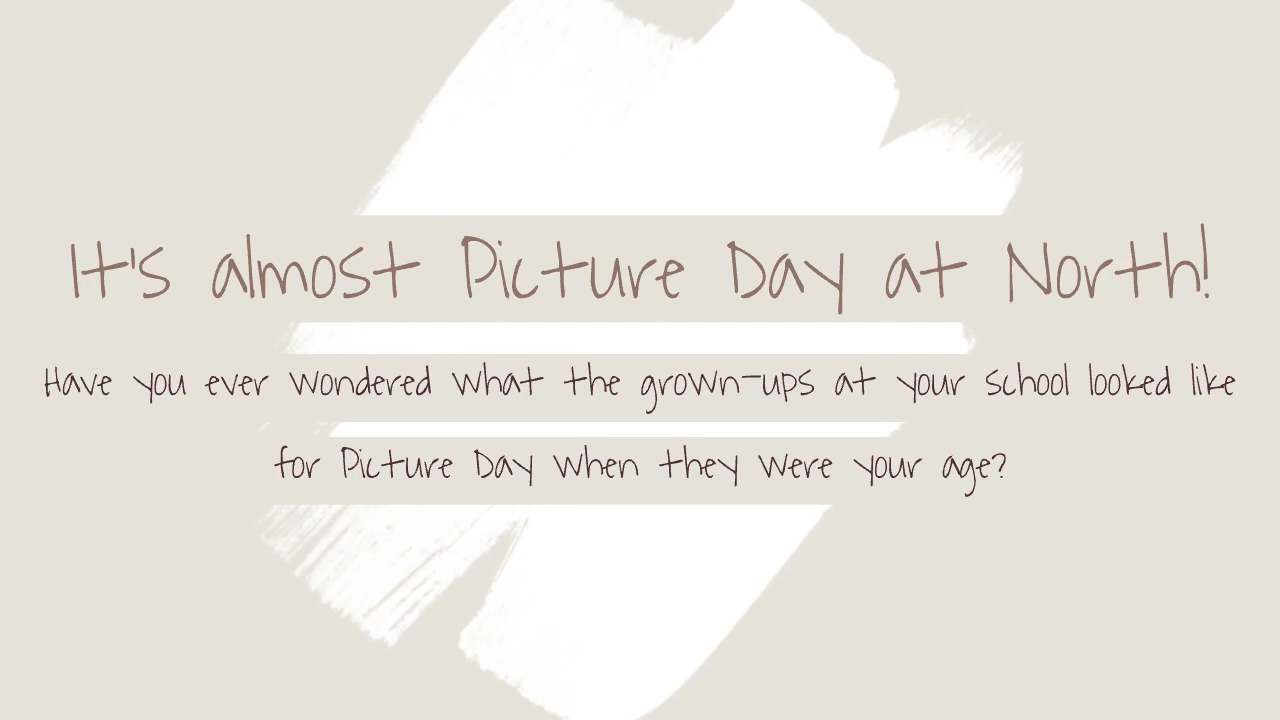 It's almost Picture Day at North!
Have you ever wondered what the grown-ups at your school looked like
for Picture Day when they were your age?